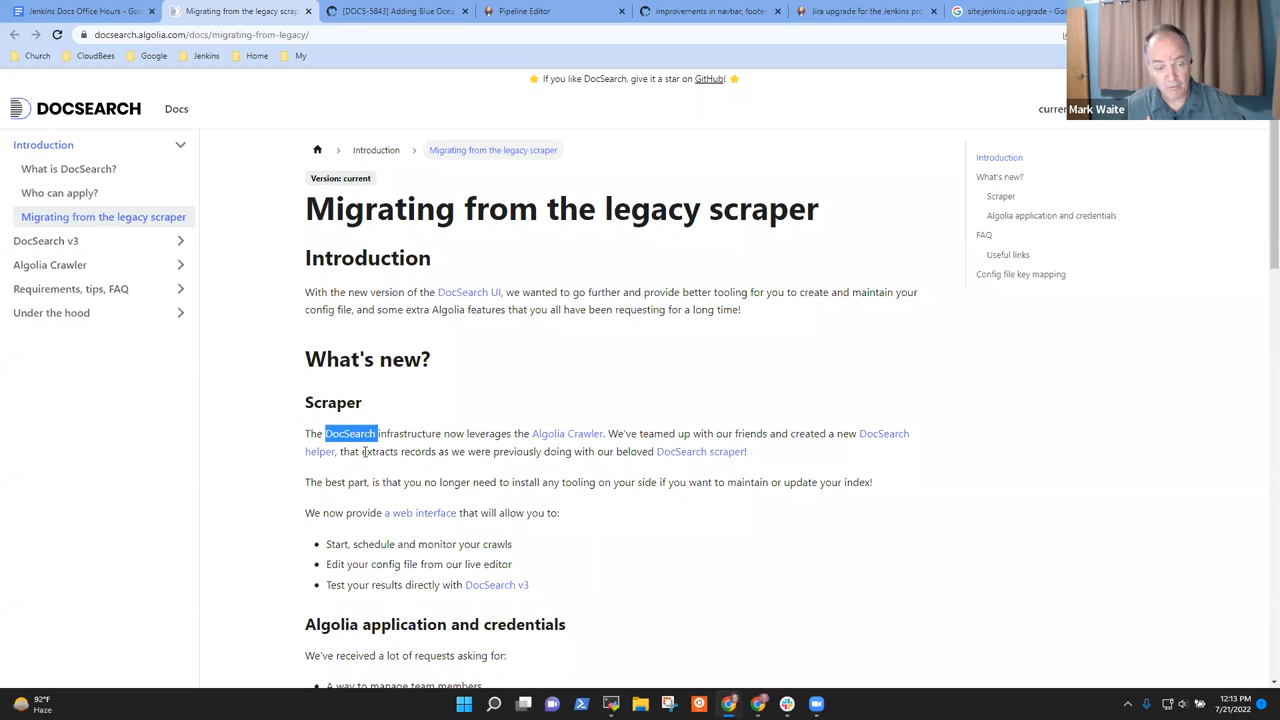 Jenkins Docs Office Hours - Goo
Migrating from the legacy scrap
[DOCS-5843] Adding Blue Ocea
Pipeline Editor
improvements in navbar, footer
Jira upgrade for the Jenkins pro
site:jenkins.io upgrade - Google
docsearch.algolia.com/docs/migrating-from-legacy/
Church
CloudBees
Google
Jenkins
Home
My
If you like DocSearch, give it a star on GitHub!
DOCSEARCH
Docs
curren
Mark Waite
Introduction
What is DocSearch?
Who can apply?
Migrating from the legacy scraper
DocSearch v3
Algolia Crawler
Requirements, tips, FAQ
Under the hood
Introduction
Migrating from the legacy scraper
Version: current
Migrating from the legacy scraper
Introduction
With the new version of the DocSearch UI, we wanted to go further and provide better tooling for you to create and maintain your
config file, and some extra Algolia features that you all have been requesting for a long time!
What's new?
Scraper
The DocSearch infrastructure now leverages the Algolia Crawler. We've teamed up with our friends and created a new DocSearch
helper, that extracts records as we were previously doing with our beloved DocSearch scraper!
The best part, is that you no longer need to install any tooling on your side if you want to maintain or update your index!
We now provide a web interface that will allow you to:
Start, schedule and monitor your crawls
Edit your config file from our live editor
Test your results directly with DocSearch v3
Algolia application and credentials
We've received a lot of requests asking for:
A way to manage team members
Introduction
What's new?
Scraper
Algolia application and credentials
FAQ
Useful links
Config file key mapping
92°F
Haze
12:13 PM
7/21/2022